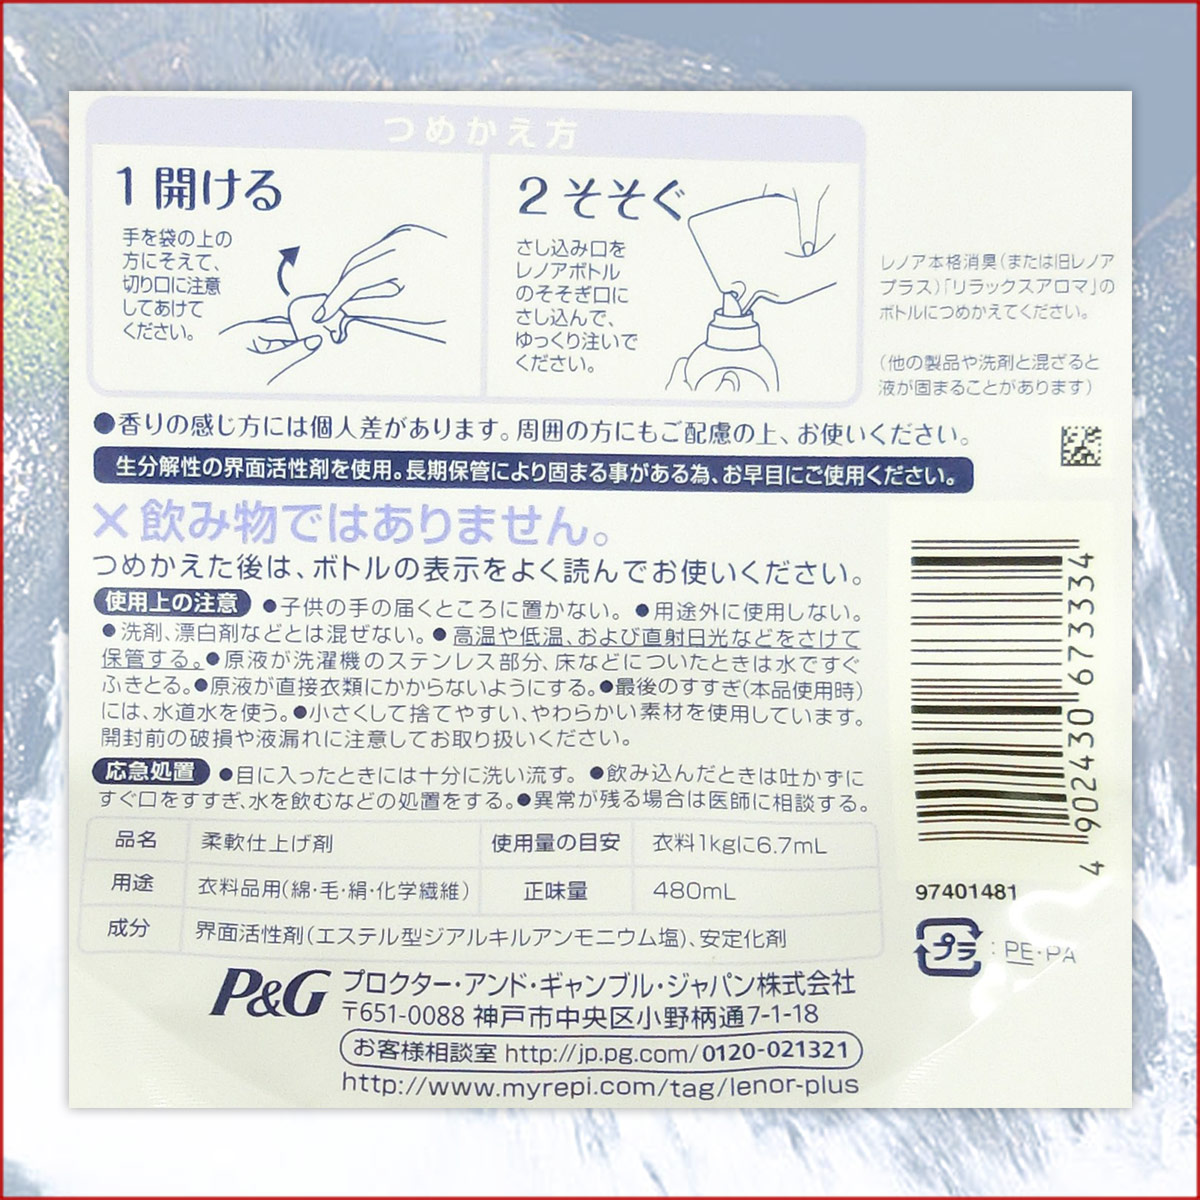 つめかえ方
1 開ける
手を袋の上の
方にそえて、
切り口に注意
してあけて
ください。
2 そそぐ
さし込み口を
レノアボトル
のそそぎ口に
さし込んで、
ゆっくり注いで
ください。
レノア本格消臭(または旧レノア
プラス)「リラックスアロマ」の
ボトルにつめかえてください。
(他の製品や洗剤と混ざると
液が固まることがあります)
●香りの感じ方には個人差があります。周囲の方にもご配慮の上、お使いください。
生分解性の界面活性剤を使用。長期保管により固まる事がある為、お早目にご使用ください。
×飲み物ではありません。
つめかえた後は、ボトルの表示をよく読んでお使いください。
使用上の注意 ●子供の手の届くところに置かない。 ●用途外に使用しない。
●洗剤、漂白剤などとは混ぜない。●高温や低温、および直射日光などをさけて
保管する。●原液が洗濯機のステンレス部分、床などについたときは水ですぐ
ふきとる。●原液が直接衣類にかからないようにする。●最後のすすぎ(本品使用時)
には、水道水を使う。●小さくして捨てやすい、やわらかい素材を使用しています。
開封前の破損や液漏れに注意してお取り扱いください。
応急処置 ●目に入ったときには十分に洗い流す。 ●飲み込んだときは吐かずに
すぐ口をすすぎ、水を飲むなどの処置をする。●異常が残る場合は医師に相談する。
品名 柔軟仕上げ剤 使用量の目安 衣料1kgに6.7mL
用途 衣料品用(綿・毛・絹・化学繊維) 正味量 480mL
成分 界面活性剤(エステル型ジアルキルアンモニウム塩)、安定化剤
P&G プロクター・アンド・ギャンブル・ジャパン株式会社
〒651-0088 神戸市中央区小野柄通7-1-18
お客様相談室 http://jp.pg.com/ 0120-021321
http://www.myrepi.com/tag/lenor-plus
4 902430 673334
97401481
プラ : PE・PA